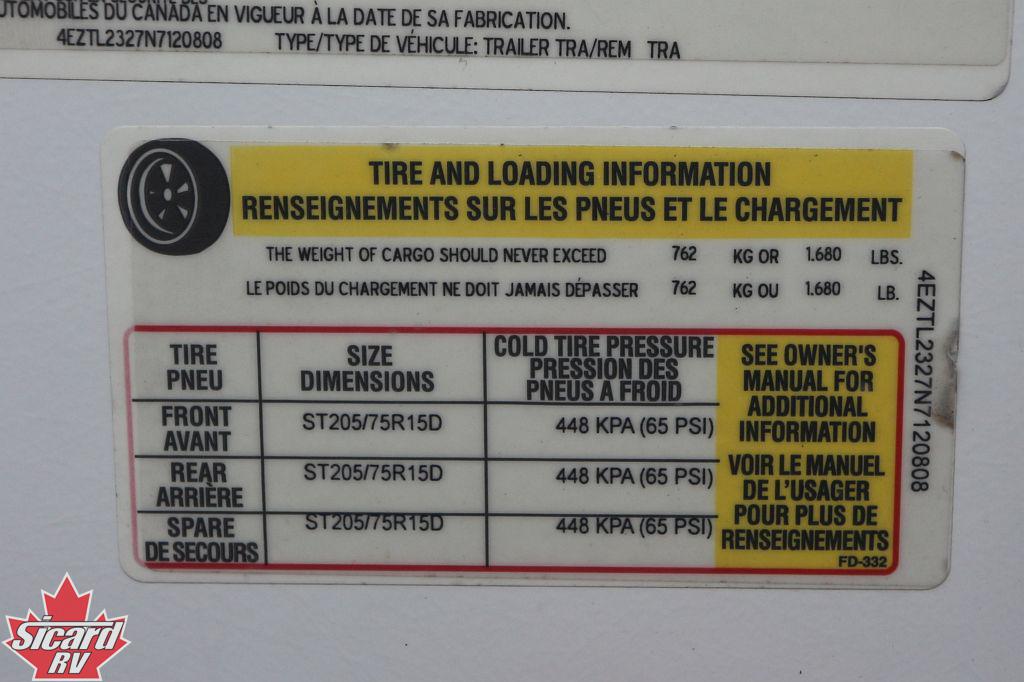 UTOMOBILES DU CANADA EN VIGUEUR À LA DATE DE SA FABRICATION.
4EZTL2327N7120808 TYPE/TYPE DE VÉHICULE: TRAILER TRA/REM TRA
TIRE AND LOADING INFORMATION
RENSEIGNEMENTS SUR LES PNEUS ET LE CHARGEMENT
THE WEIGHT OF CARGO SHOULD NEVER EXCEED 762 KG OR 1.680 LBS.
LE POIDS DU CHARGEMENT NE DOIT JAMAIS DÉPASSER 762 KG OU 1.680 LB.
4EZTL2327N7120808
TIRE
PNEU
SIZE
DIMENSIONS
COLD TIRE PRESSURE
PRESSION DES
PNEUS A FROID
FRONT
AVANT
ST205/75R15D
448 KPA (65 PSI)
REAR
ARRIÈRE
ST205/75R15D
448 KPA (65 PSI)
SPARE
DE SECOURS
ST205/75R15D
448 KPA (65 PSI)
SEE OWNER'S
MANUAL FOR
ADDITIONAL
INFORMATION
VOIR LE MANUEL
DE L'USAGER
POUR PLUS DE
RENSEIGNEMENTS
FD-332
Sicard
RV